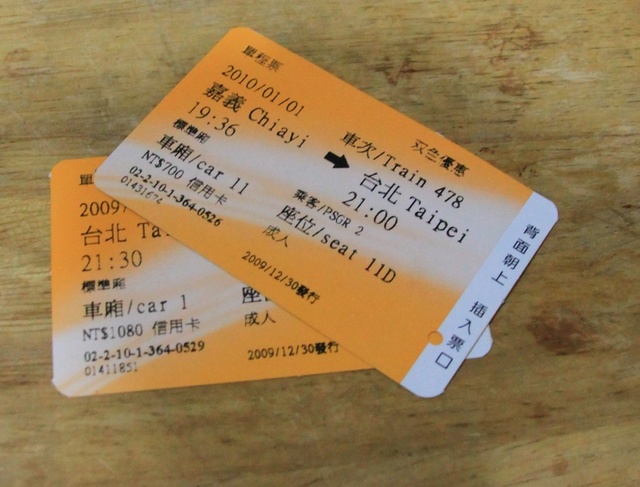 單程票
2010/01/01 車次/Train 478
嘉義 Chiayi → 台北 Taipei
19:36 21:00
標準廂 乘客/PSGR 2
車廂/car 11 座位/seat 11D
NT$700 信用卡 成人
02-2-10-1-364-0526
01431674 2009/12/30發行
背面朝上 插入票口
單
2009
台北 Ta
21:30
標準廂
車廂/car 1 座
NT$1080 信用卡 成人
02-2-10-1-364-0529
01411851 2009/12/30發行